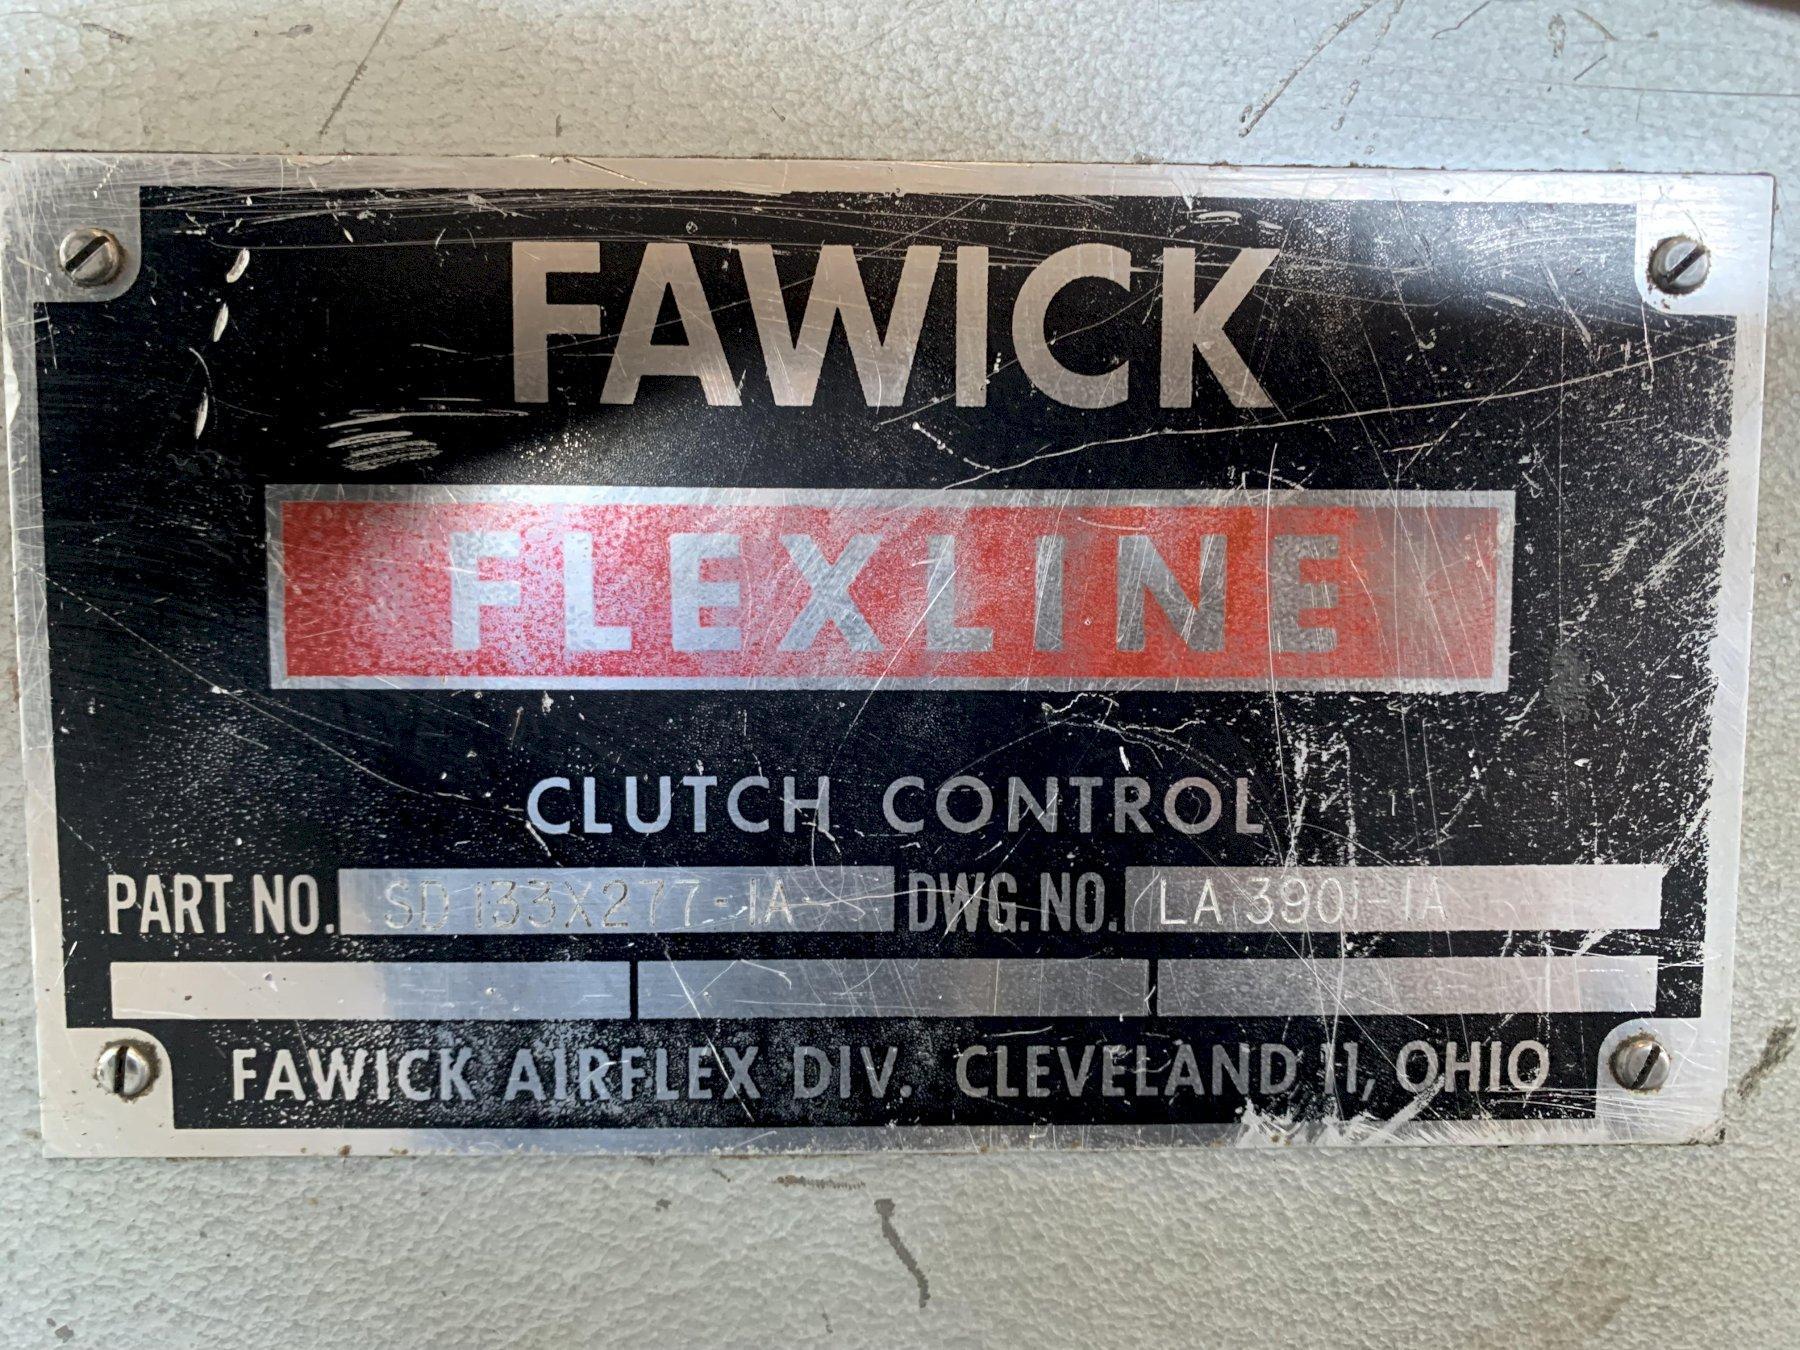 FAWICK
FLEXLINE
CLUTCH CONTROL
PART NO. SD 133X277-1A DWG. NO. LA 3901-1A
FAWICK AIRFLEX DIV. CLEVELAND 11, OHIO